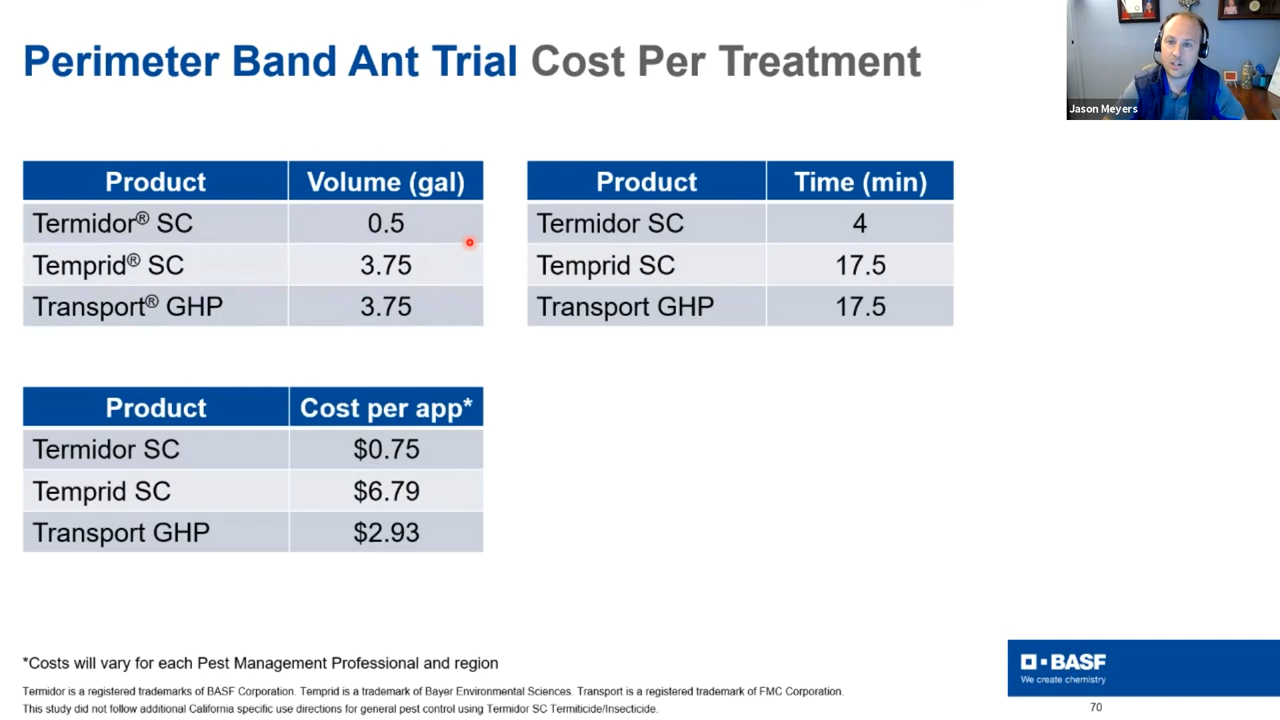 Perimeter Band Ant Trial Cost Per Treatment
Jason Meyers
Product Volume (gal)
Termidor® SC 0.5
Temprid® SC 3.75
Transport® GHP 3.75
Product Time (min)
Termidor SC 4
Temprid SC 17.5
Transport GHP 17.5
Product Cost per app*
Termidor SC $0.75
Temprid SC $6.79
Transport GHP $2.93
*Costs will vary for each Pest Management Professional and region
Termidor is a registered trademarks of BASF Corporation. Temprid is a trademark of Bayer Environmental Sciences. Transport is a registered trademark of FMC Corporation.
This study did not follow additional California specific use directions for general pest control using Termidor SC Termiticide/Insecticide.
BASF
We create chemistry
70